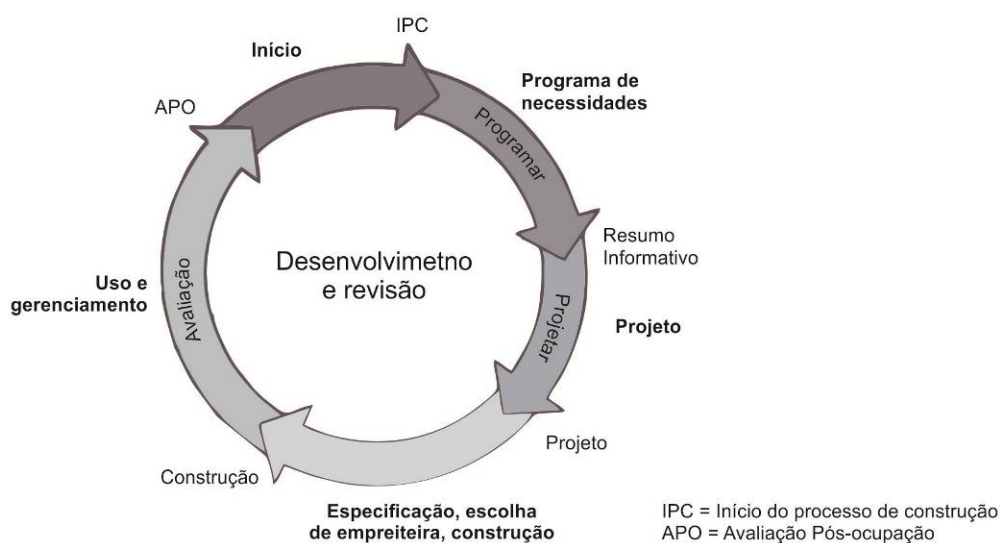 IPC
Início
Programa de
necessidades
APO
Programar
Resumo
Informativo
Desenvolvimetno
e revisão
Uso e
gerenciamento
Avaliação
Projetar
Projeto
Projeto
Construção
Especificação, escolha
de empreiteira, construção
IPC = Início do processo de construção
APO = Avaliação Pós-ocupação